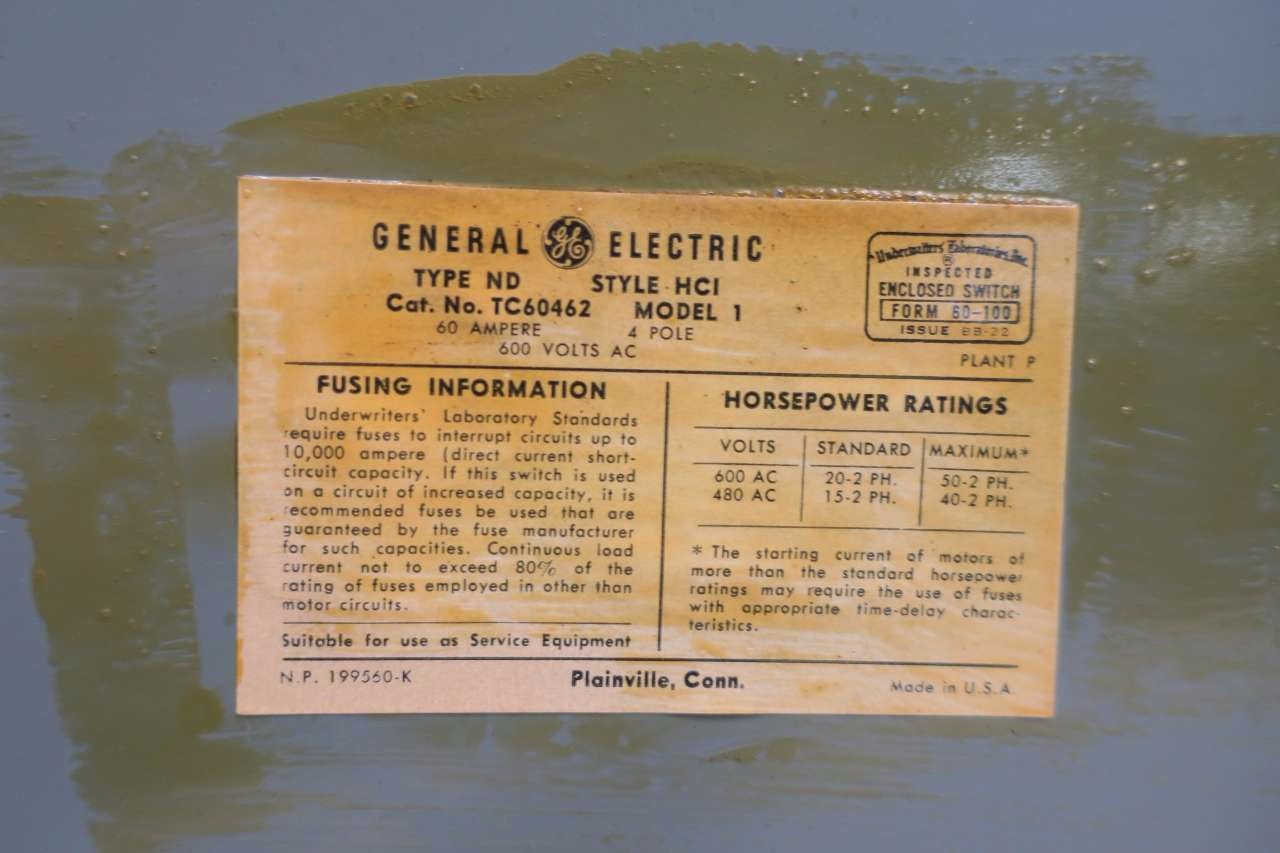 GENERAL GE ELECTRIC
TYPE ND STYLE HCI
Cat. No. TC60462 MODEL 1
60 AMPERE 4 POLE
600 VOLTS AC
Underwriters' Laboratories, Inc.
®
INSPECTED
ENCLOSED SWITCH
FORM 60-100
ISSUE BB-22
PLANT P
FUSING INFORMATION
Underwriters' Laboratory Standards
require fuses to interrupt circuits up to
10,000 ampere (direct current short-
circuit capacity. If this switch is used
on a circuit of increased capacity, it is
recommended fuses be used that are
guaranteed by the fuse manufacturer
for such capacities. Continuous load
current not to exceed 80% of the
rating of fuses employed in other than
motor circuits.
Suitable for use as Service Equipment
HORSEPOWER RATINGS
VOLTS STANDARD MAXIMUM*
600 AC 20-2 PH. 50-2 PH.
480 AC 15-2 PH. 40-2 PH.
* The starting current of motors of
more than the standard horsepower
ratings may require the use of fuses
with appropriate time-delay charac-
teristics.
N.P. 199560-K Plainville, Conn. Made in U.S.A.